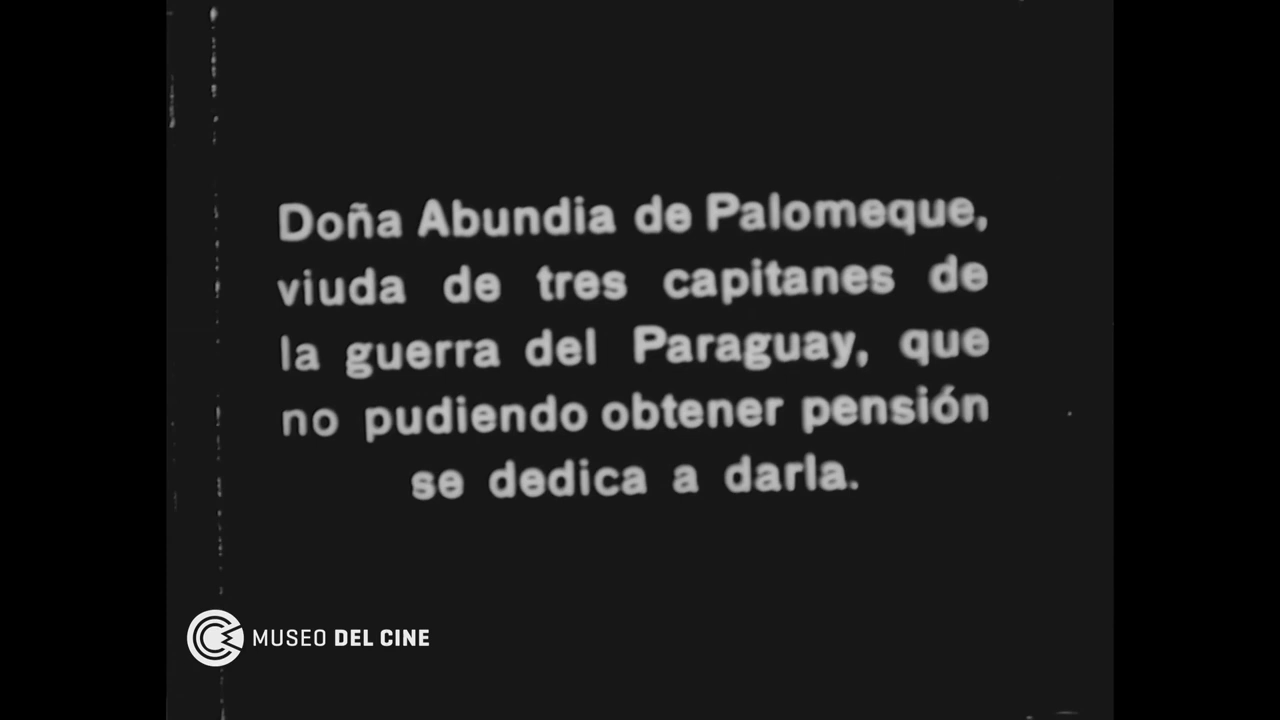 Doña Abundia de Palomeque,
viuda de tres capitanes de
la guerra del Paraguay, que
no pudiendo obtener pensión
se dedica a darla.
MUSEO DEL CINE